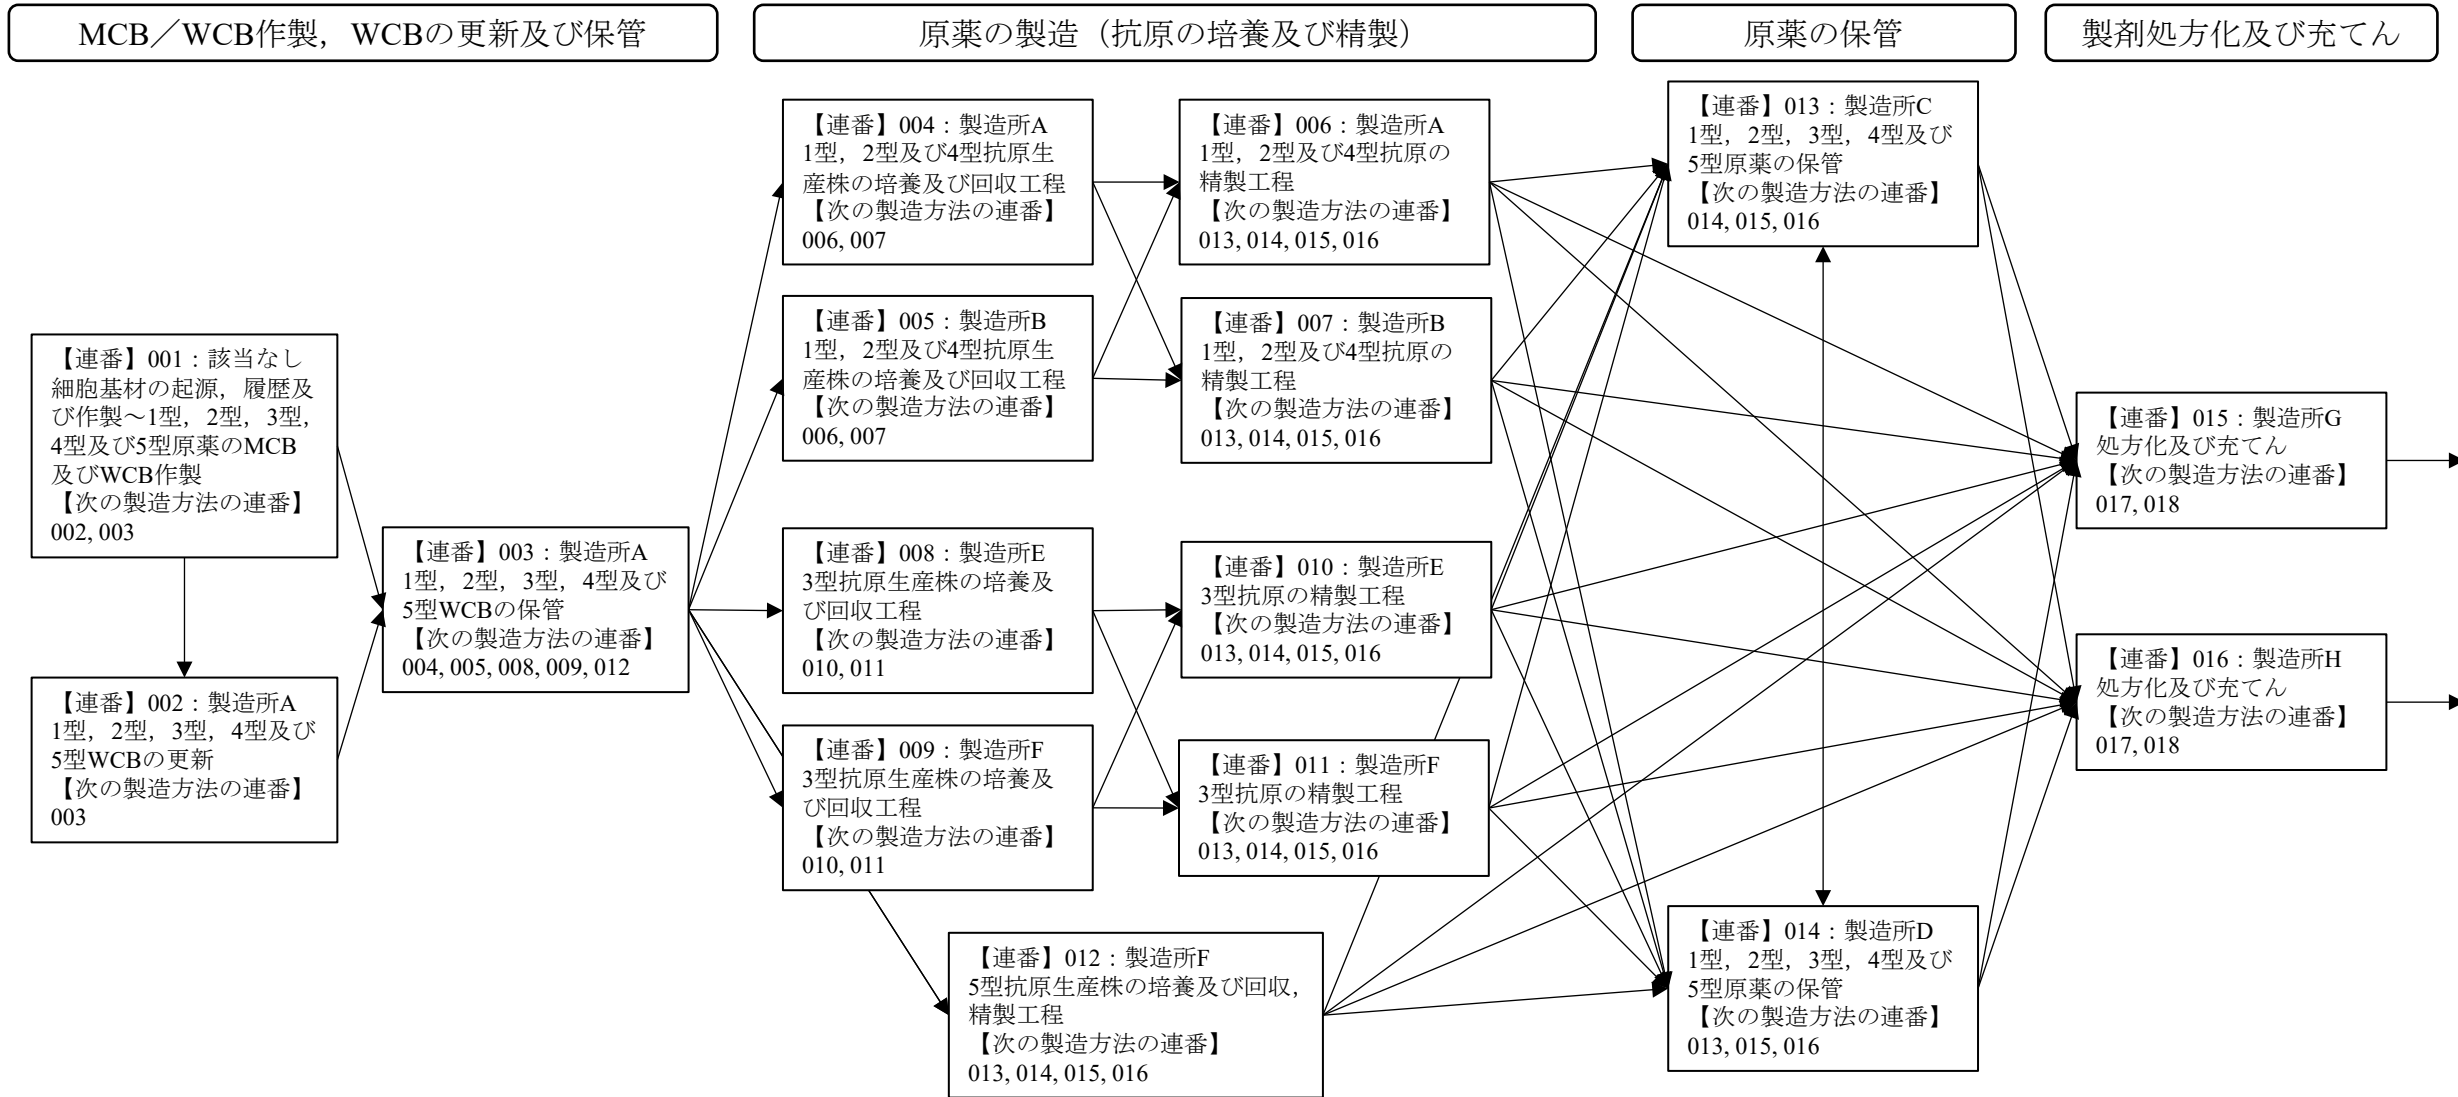 MCB／WCB作製，WCBの更新及び保管
原薬の製造（抗原の培養及び精製）
原薬の保管
製剤処方化及び充てん
【連番】001：該当なし
細胞基材の起源，履歴及
び作製～1型，2型，3型，
4型及び5型原薬のMCB
及びWCB作製
【次の製造方法の連番】
002, 003
【連番】002：製造所A
1型，2型，3型，4型及び
5型WCBの更新
【次の製造方法の連番】
003
【連番】003：製造所A
1型，2型，3型，4型及び
5型WCBの保管
【次の製造方法の連番】
004, 005, 008, 009, 012
【連番】004：製造所A
1型，2型及び4型抗原生
産株の培養及び回収工程
【次の製造方法の連番】
006, 007
【連番】005：製造所B
1型，2型及び4型抗原生
産株の培養及び回収工程
【次の製造方法の連番】
006, 007
【連番】008：製造所E
3型抗原生産株の培養及
び回収工程
【次の製造方法の連番】
010, 011
【連番】009：製造所F
3型抗原生産株の培養及
び回収工程
【次の製造方法の連番】
010, 011
【連番】006：製造所A
1型，2型及び4型抗原の
精製工程
【次の製造方法の連番】
013, 014, 015, 016
【連番】007：製造所B
1型，2型及び4型抗原の
精製工程
【次の製造方法の連番】
013, 014, 015, 016
【連番】010：製造所E
3型抗原の精製工程
【次の製造方法の連番】
013, 014, 015, 016
【連番】011：製造所F
3型抗原の精製工程
【次の製造方法の連番】
013, 014, 015, 016
【連番】012：製造所F
5型抗原生産株の培養及び回収，
精製工程
【次の製造方法の連番】
013, 014, 015, 016
【連番】013：製造所C
1型，2型，3型，4型及び
5型原薬の保管
【次の製造方法の連番】
014, 015, 016
【連番】014：製造所D
1型，2型，3型，4型及び
5型原薬の保管
【次の製造方法の連番】
013, 015, 016
【連番】015：製造所G
処方化及び充てん
【次の製造方法の連番】
017, 018
【連番】016：製造所H
処方化及び充てん
【次の製造方法の連番】
017, 018